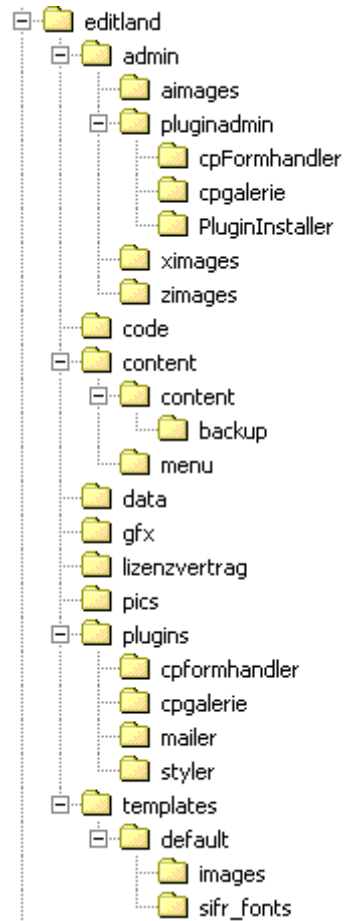 editland
admin
aimages
pluginadmin
cpFormhandler
cpgalerie
PluginInstaller
ximages
zimages
code
content
content
backup
menu
data
gfx
lizenzvertrag
pics
plugins
cpformhandler
cpgalerie
mailer
styler
templates
default
images
sifr_fonts